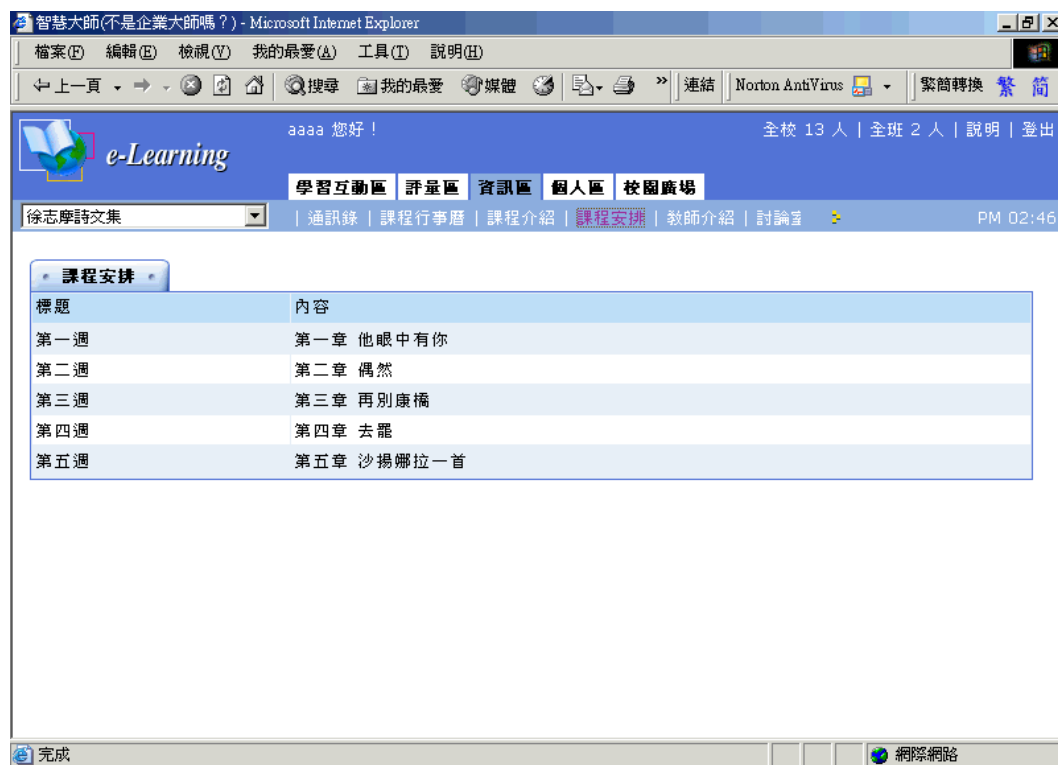 智慧大師(不是企業大師嗎？) - Microsoft Internet Explorer
檔案(F) 編輯(E) 檢視(V) 我的最愛(A) 工具(T) 說明(H)
上一頁 搜尋 我的最愛 媒體 » 連結 Norton AntiVirus 繁簡轉換 繁 简
aaaa 您好！ 全校 13 人 | 全班 2 人 | 說明 | 登出
e-Learning
學習互動區 評量區 資訊區 個人區 校園廣場
徐志摩詩文集 | 通訊錄 | 課程行事曆 | 課程介紹 | 課程安排 | 教師介紹 | 討論 PM 02:46
課程安排
標題 內容
第一週 第一章 他眼中有你
第二週 第二章 偶然
第三週 第三章 再別康橋
第四週 第四章 去罷
第五週 第五章 沙揚娜拉一首
完成 網際網路